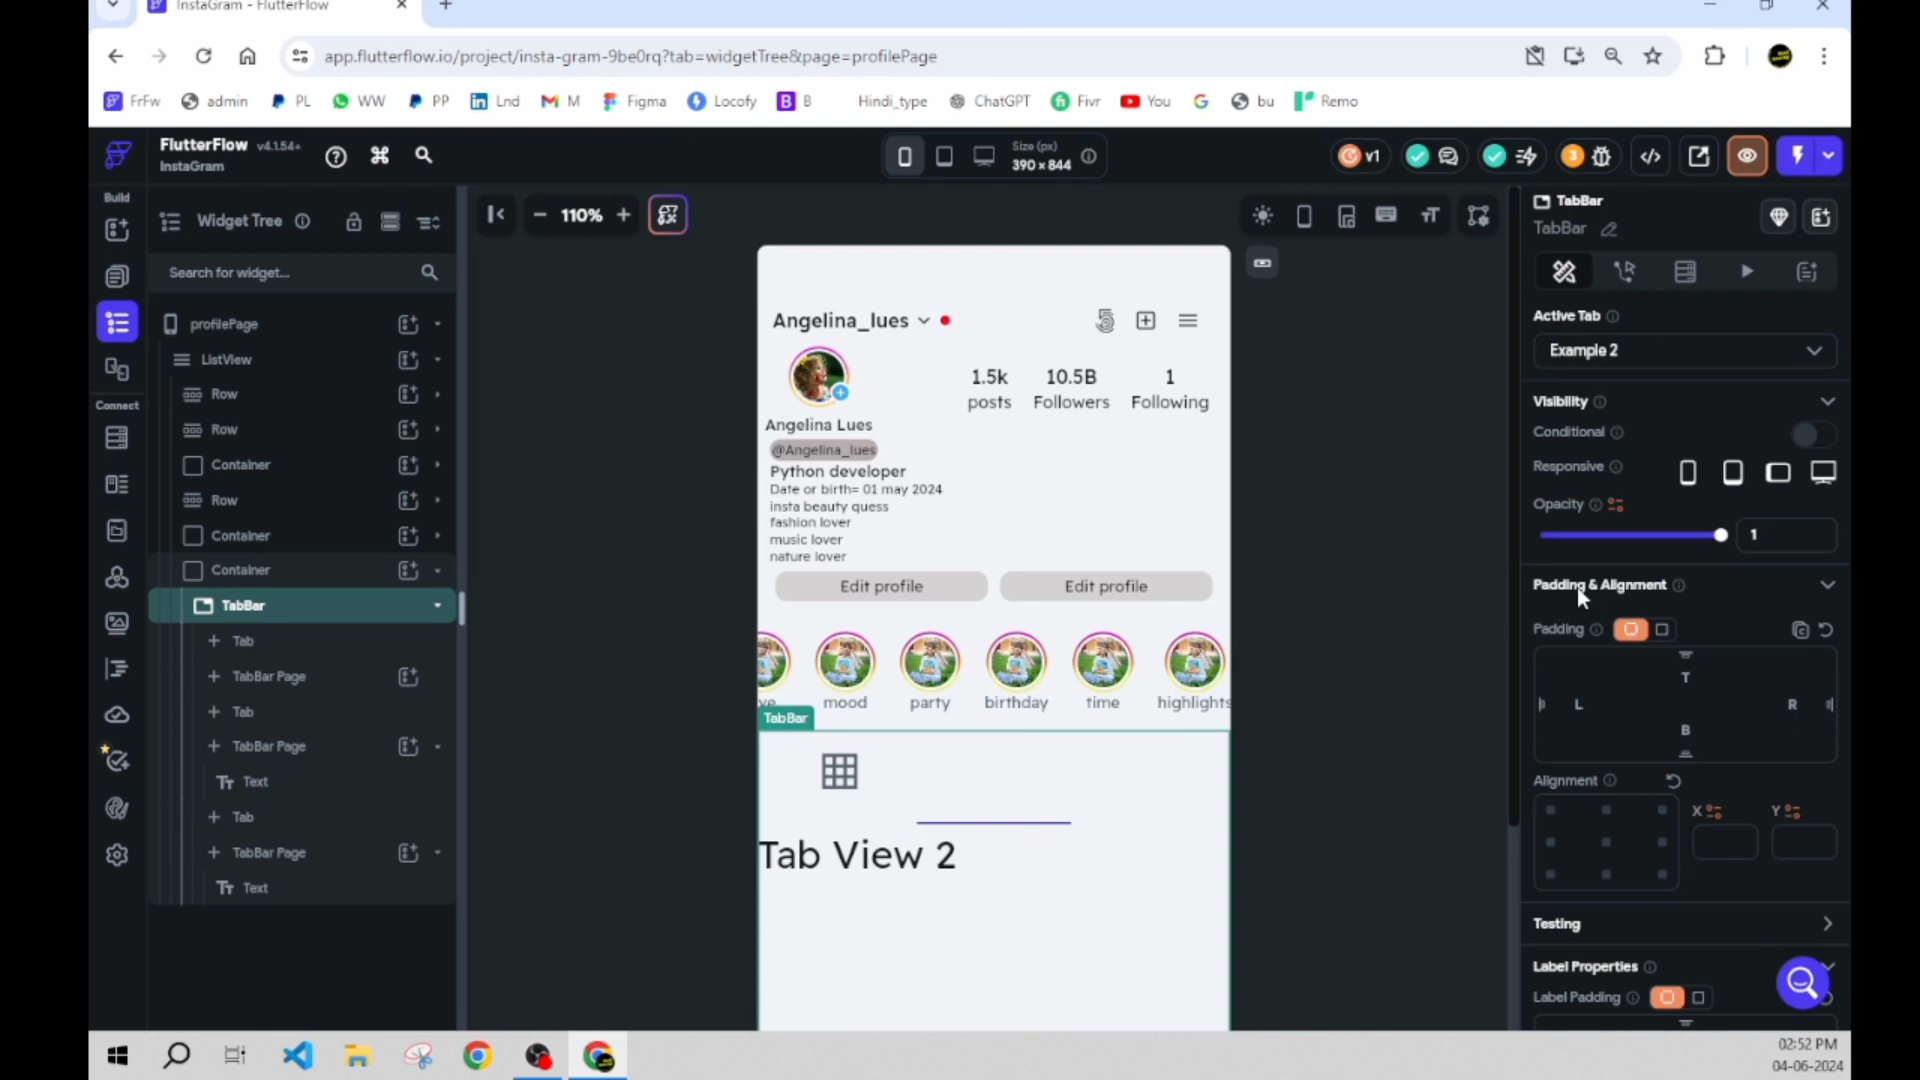 InstaGram - FlutterFlow
app.flutterflow.io/project/insta-gram-9be0rq?tab=widgetTree&page=profilePage
FrFw admin PL WW PP Lnd M Figma Locofy B Hindi_type ChatGPT Fivr You bu Remo
FlutterFlow v4.1.54+
InstaGram
Size (px)
390 × 844
v1
3
Build
Widget Tree
110%
Search for widget...
profilePage
ListView
Row
Row
Container
Row
Container
Container
TabBar
Tab
TabBar Page
Tab
TabBar Page
Text
Tab
TabBar Page
Text
Connect
Angelina_lues
1.5k 10.5B 1
posts Followers Following
Angelina Lues
@Angelina_lues
Python developer
Date or birth= 01 may 2024
insta beauty quess
fashion lover
music lover
nature lover
Edit profile Edit profile
ve mood party birthday time highlights
TabBar
Tab View 2
TabBar
TabBar
Active Tab
Example 2
Visibility
Conditional
Responsive
Opacity
1
Padding & Alignment
Padding
T
L R
B
Alignment
X Y
Testing
Label Properties
Label Padding
02:52 PM
04-06-2024